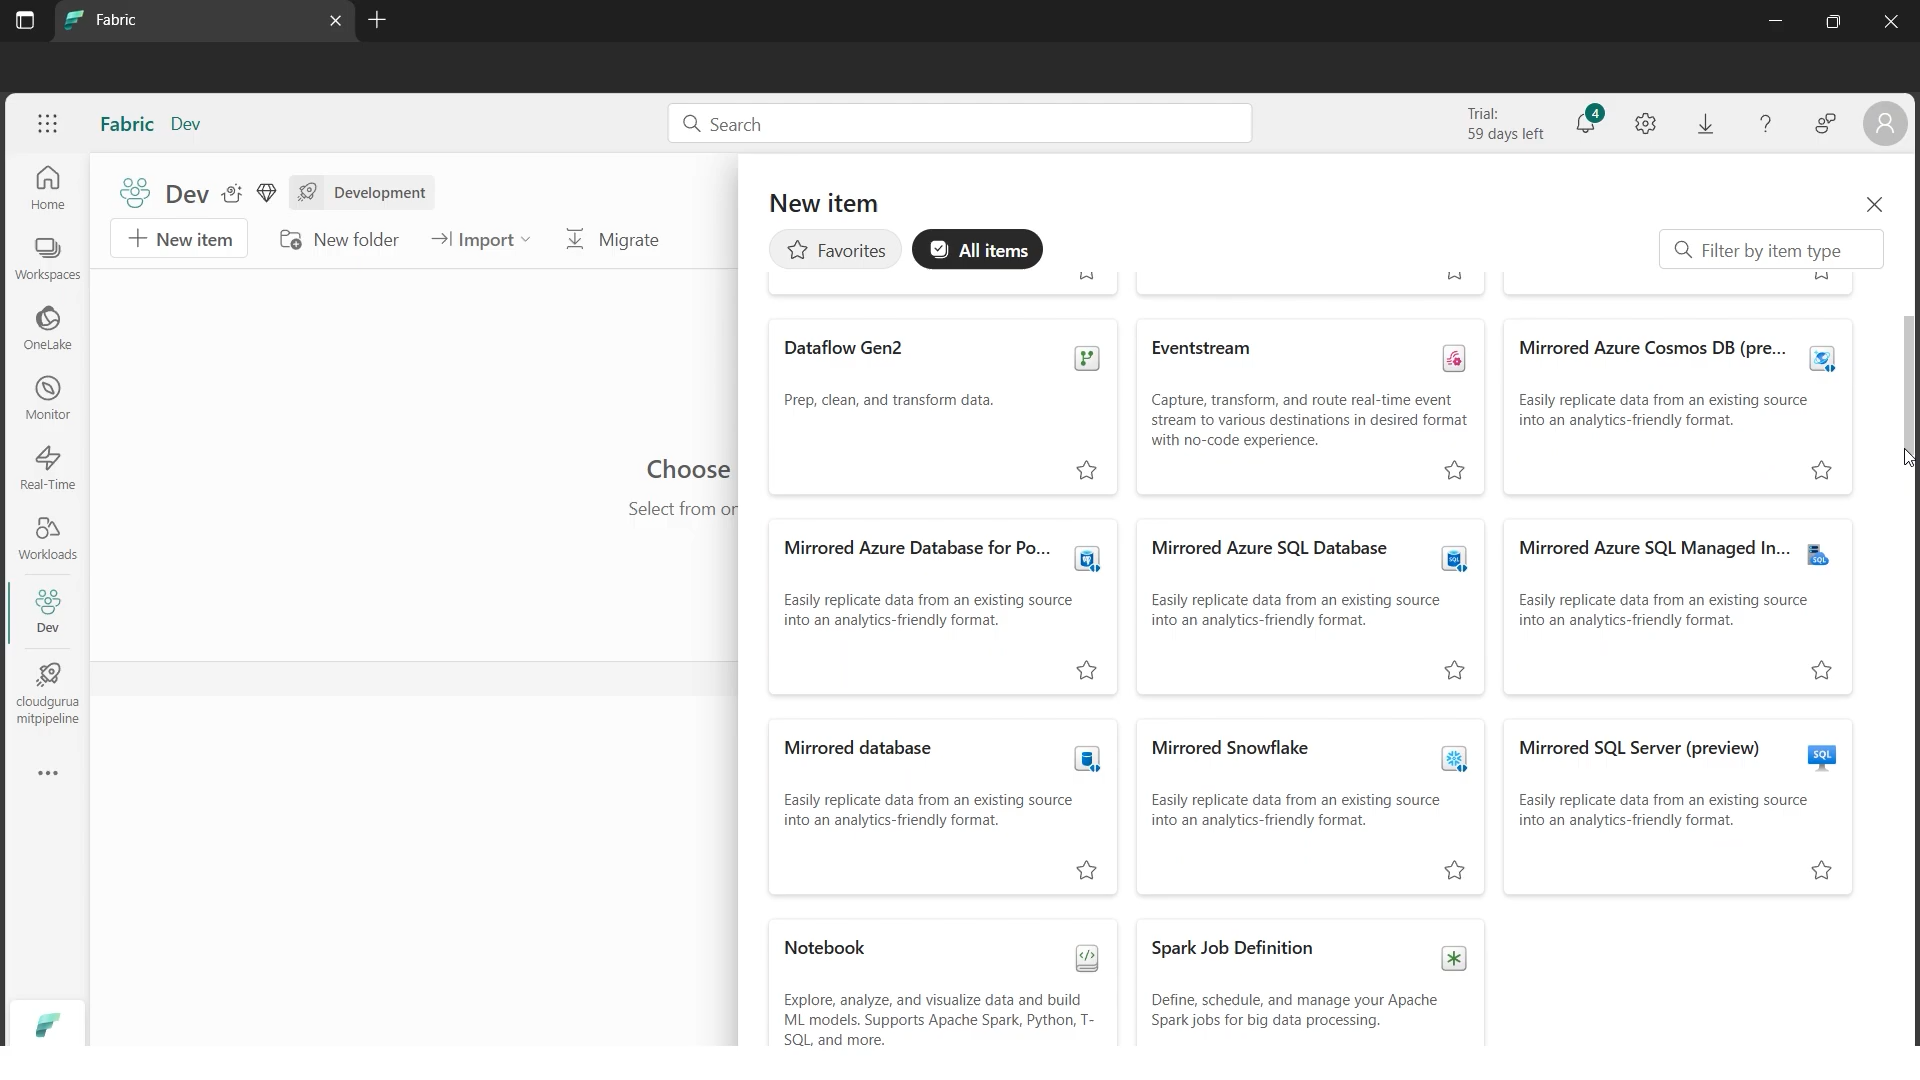 Fabric
Fabric Dev
Search
Trial:
59 days left
4
Home
Workspaces
OneLake
Monitor
Real-Time
Workloads
Dev
cloudgurua
mitpipeline
Dev
Development
New item
New folder
Import
Migrate
Choose
Select from or
New item
Favorites
All items
Filter by item type
Dataflow Gen2
Prep, clean, and transform data.
Eventstream
Capture, transform, and route real-time event
stream to various destinations in desired format
with no-code experience.
Mirrored Azure Cosmos DB (pre...
Easily replicate data from an existing source
into an analytics-friendly format.
Mirrored Azure Database for Po...
Easily replicate data from an existing source
into an analytics-friendly format.
Mirrored Azure SQL Database
SQL
Easily replicate data from an existing source
into an analytics-friendly format.
Mirrored Azure SQL Managed In...
SQL
Easily replicate data from an existing source
into an analytics-friendly format.
Mirrored database
Easily replicate data from an existing source
into an analytics-friendly format.
Mirrored Snowflake
Easily replicate data from an existing source
into an analytics-friendly format.
Mirrored SQL Server (preview)
SQL
Easily replicate data from an existing source
into an analytics-friendly format.
Notebook
Explore, analyze, and visualize data and build
ML models. Supports Apache Spark, Python, T-
SQL, and more.
Spark Job Definition
Define, schedule, and manage your Apache
Spark jobs for big data processing.